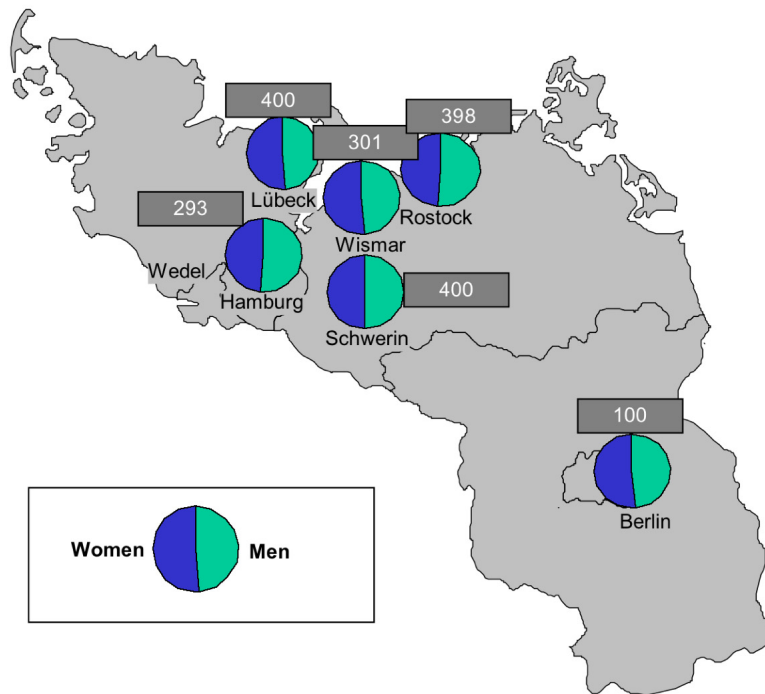 400
398
301
Lübeck
293
Rostock
Wismar
Wedel
Hamburg
400
Schwerin
100
Berlin
Women Men